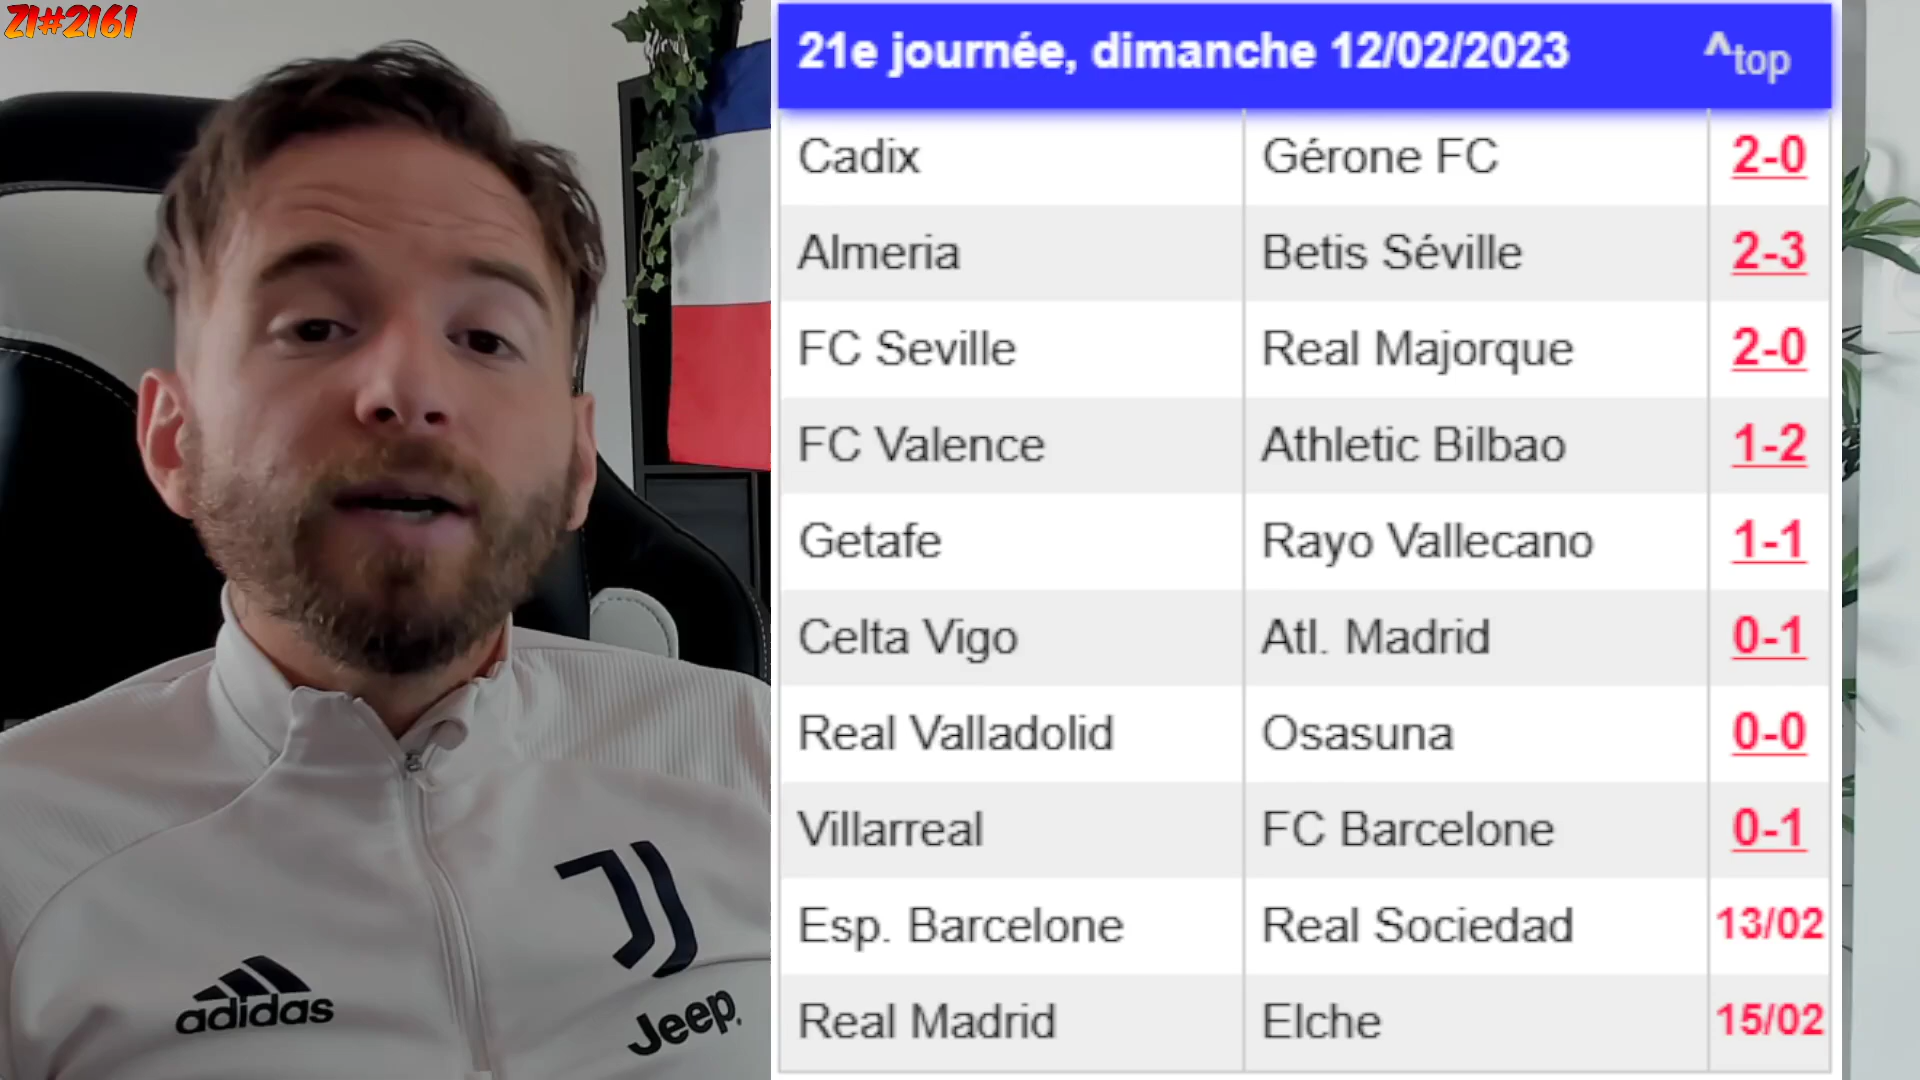 Z1#2161
21e journée, dimanche 12/02/2023 ^top
Cadix Gérone FC 2-0
Almeria Betis Séville 2-3
FC Seville Real Majorque 2-0
FC Valence Athletic Bilbao 1-2
Getafe Rayo Vallecano 1-1
Celta Vigo Atl. Madrid 0-1
Real Valladolid Osasuna 0-0
Villarreal FC Barcelone 0-1
Esp. Barcelone Real Sociedad 13/02
Real Madrid Elche 15/02
adidas
Jeep